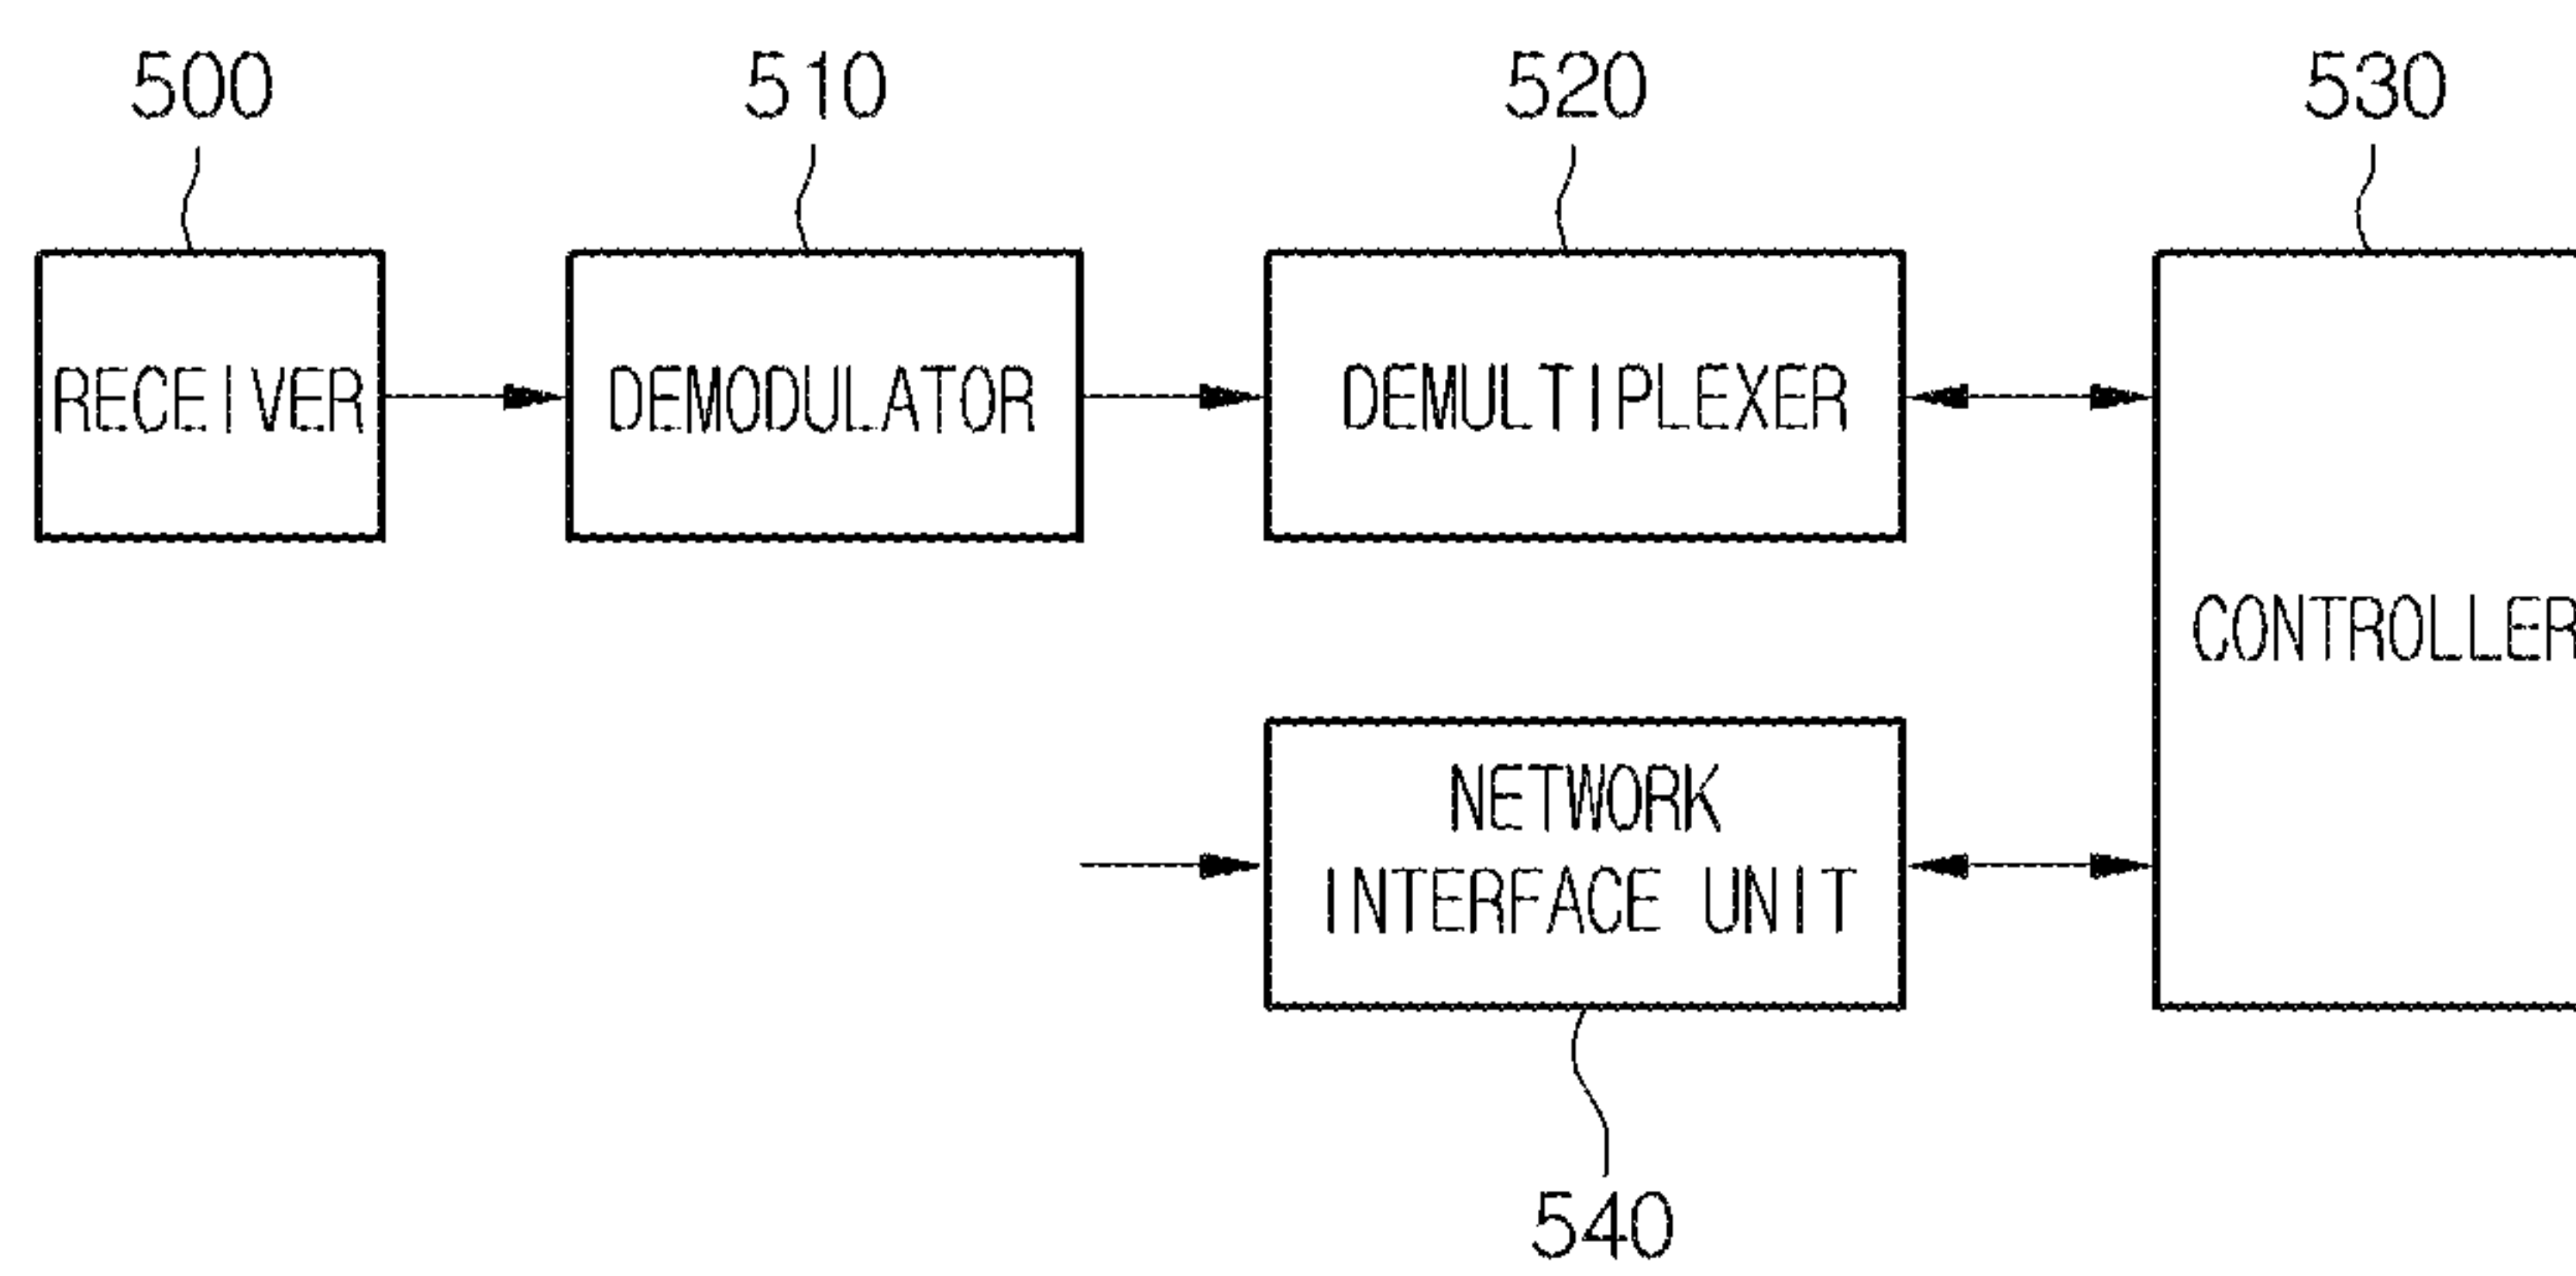 500
510
520
530
RECEIVER
DEMODULATOR
DEMULTIPLEXER
CONTROLLER
NETWORK
INTERFACE UNIT
540